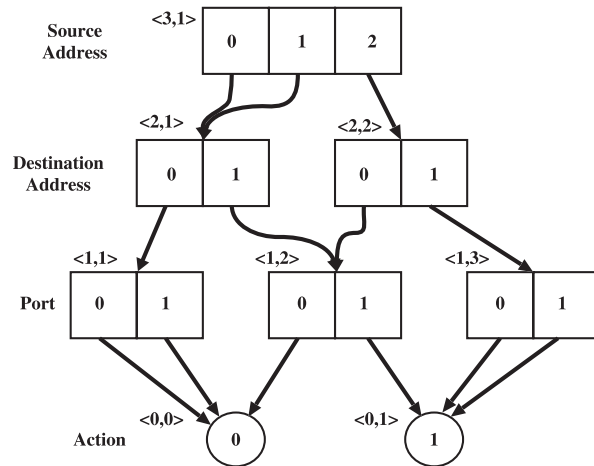 Source
Address
<3,1>
0 1 2
<2,1> <2,2>
Destination
Address
0 1 0 1
<1,1> <1,2> <1,3>
Port
0 1 0 1 0 1
<0,0> <0,1>
Action
0 1